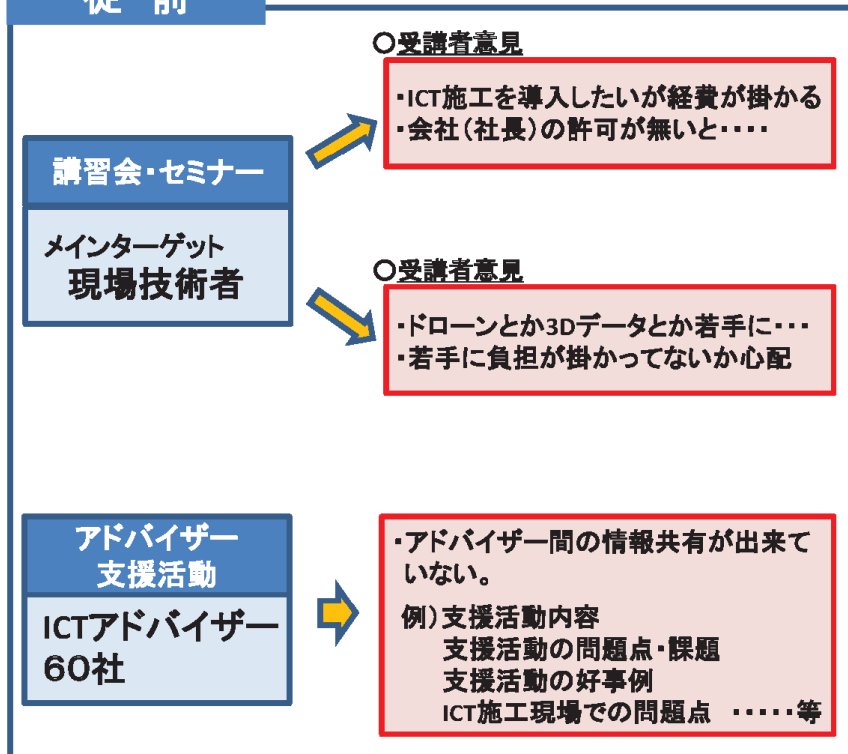 従 前
○受講者意見
・ICT施工を導入したいが経費が掛かる
・会社(社長)の許可が無いと・・・・
講習会・セミナー
メインターゲット
現場技術者
○受講者意見
・ドローンとか3Dデータとか若手に・・・
・若手に負担が掛かってないか心配
アドバイザー
支援活動
ICTアドバイザー
60社
・アドバイザー間の情報共有が出来て
いない。
例)支援活動内容
支援活動の問題点・課題
支援活動の好事例
ICT施工現場での問題点 ・・・・・等